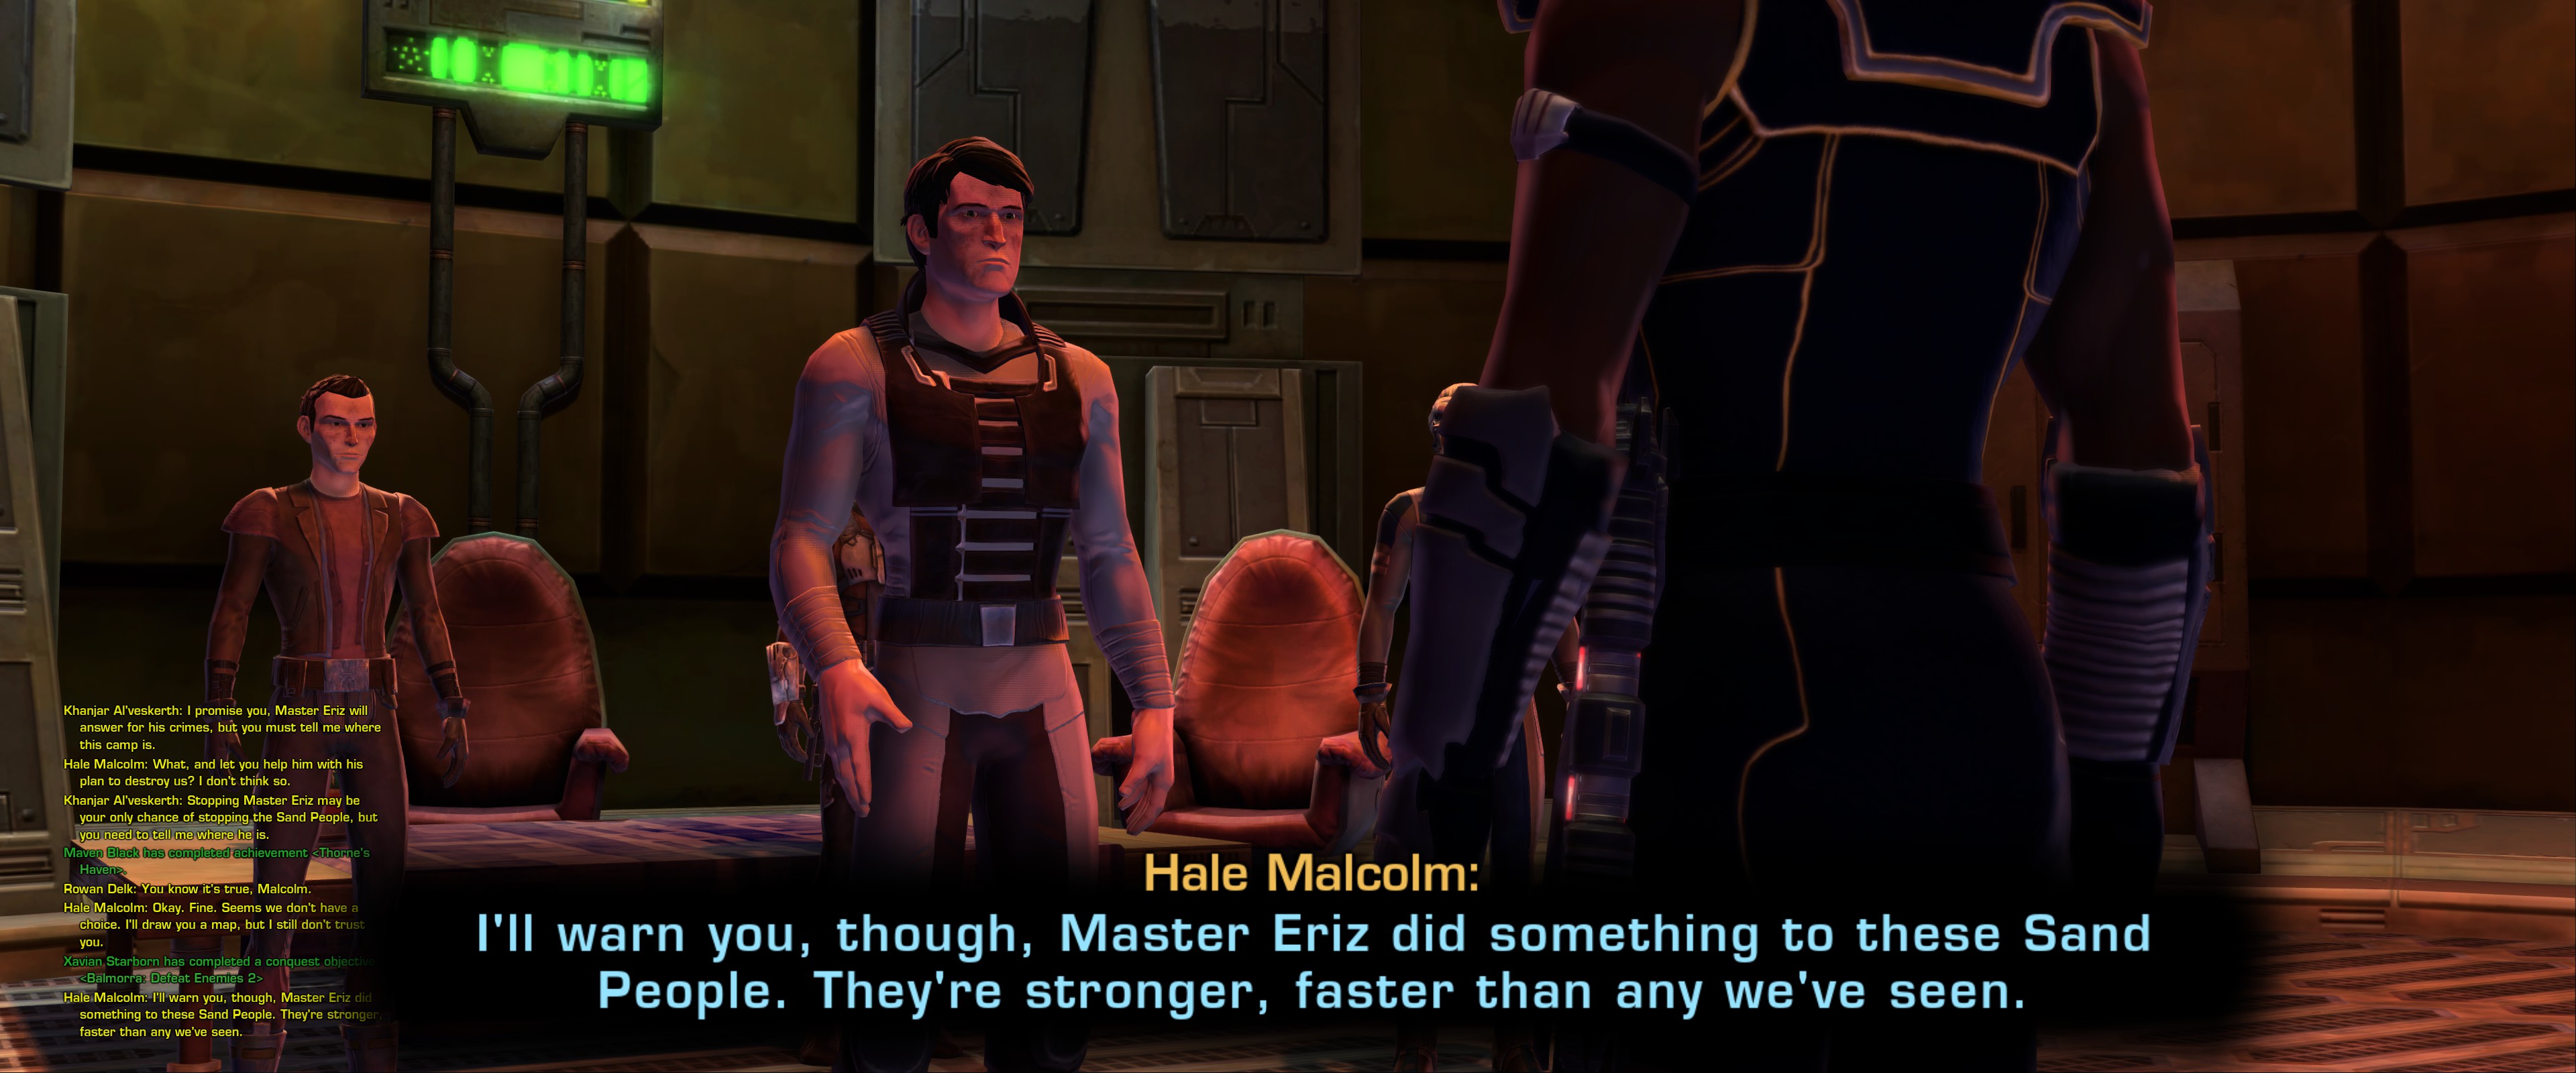 Khanjar Al'veskerth: I promise you, Master Eriz will
answer for his crimes, but you must tell me where
this camp is.
Hale Malcolm: What, and let you help him with his
plan to destroy us? I don't think so.
Khanjar Al'veskerth: Stopping Master Eriz may be
your only chance of stopping the Sand People, but
you need to tell me where he is.
Maven Black has completed achievement <Thorne's
Haven>.
Rowan Delk: You know it's true, Malcolm.
Hale Malcolm: Okay. Fine. Seems we don't have a
choice. I'll draw you a map, but I still don't trust
you.
Xavian Starborn has completed a conquest objective
<Balmorra: Defeat Enemies 2>
Hale Malcolm: I'll warn you, though, Master Eriz did
something to these Sand People. They're stronger,
faster than any we've seen.
Hale Malcolm:
I'll warn you, though, Master Eriz did something to these Sand
People. They're stronger, faster than any we've seen.